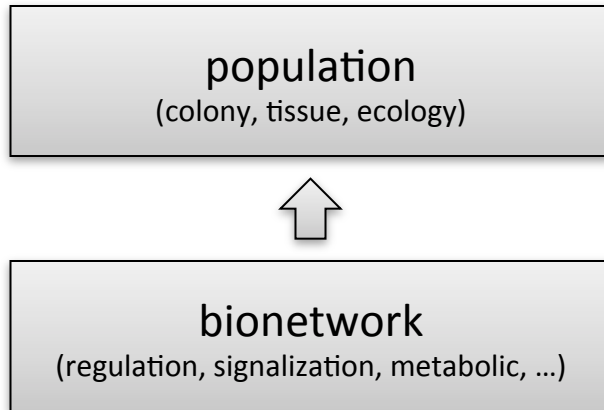 population
(colony, tissue, ecology)
bionetwork
(regulation, signalization, metabolic, ...)